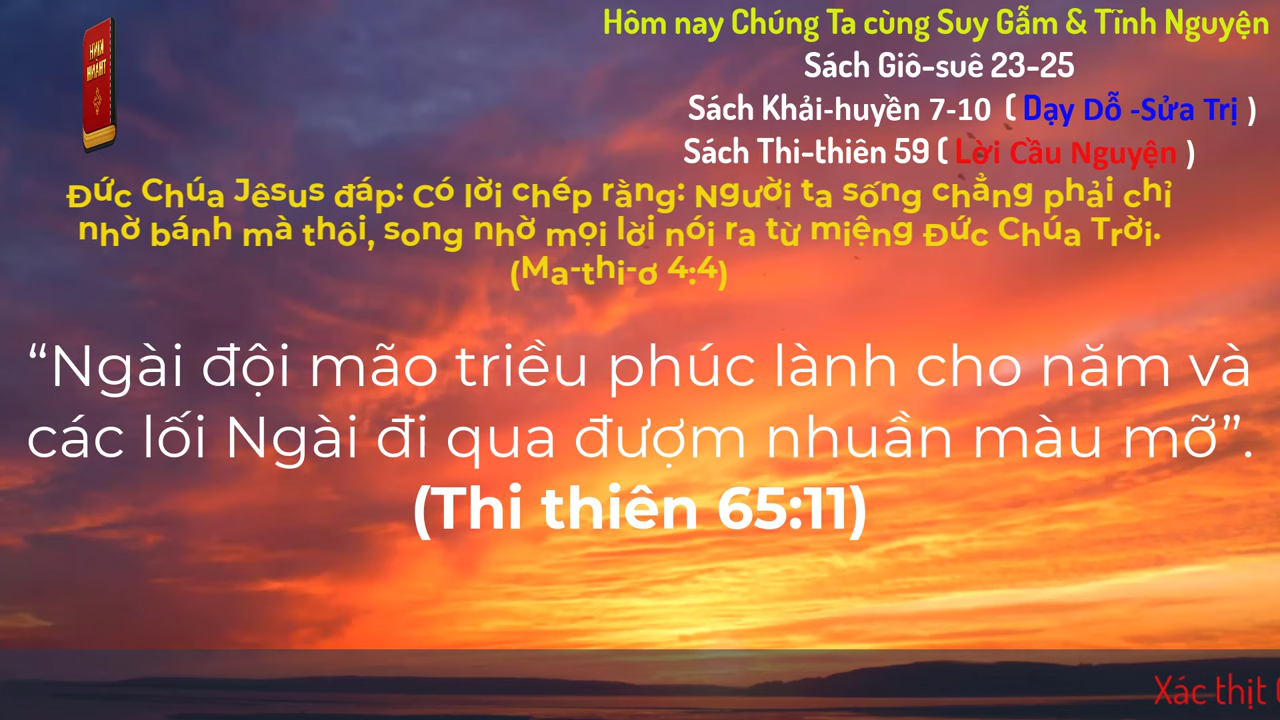 KINH
THÁNH
Hôm nay Chúng Ta cùng Suy Gẫm & Tĩnh Nguyện
Sách Giô-suê 23-25
Sách Khải-huyền 7-10 ( Dạy Dỗ -Sửa Trị )
Sách Thi-thiên 59 ( Lời Cầu Nguyện )
Đức Chúa Jêsus đáp: Có lời chép rằng: Người ta sống chẳng phải chỉ
nhờ bánh mà thôi, song nhờ mọi lời nói ra từ miệng Đức Chúa Trời.
(Ma-thi-ơ 4:4)
“Ngài đội mão triều phúc lành cho năm và
các lối Ngài đi qua đượm nhuần màu mỡ”.
(Thi thiên 65:11)
Xác thịt